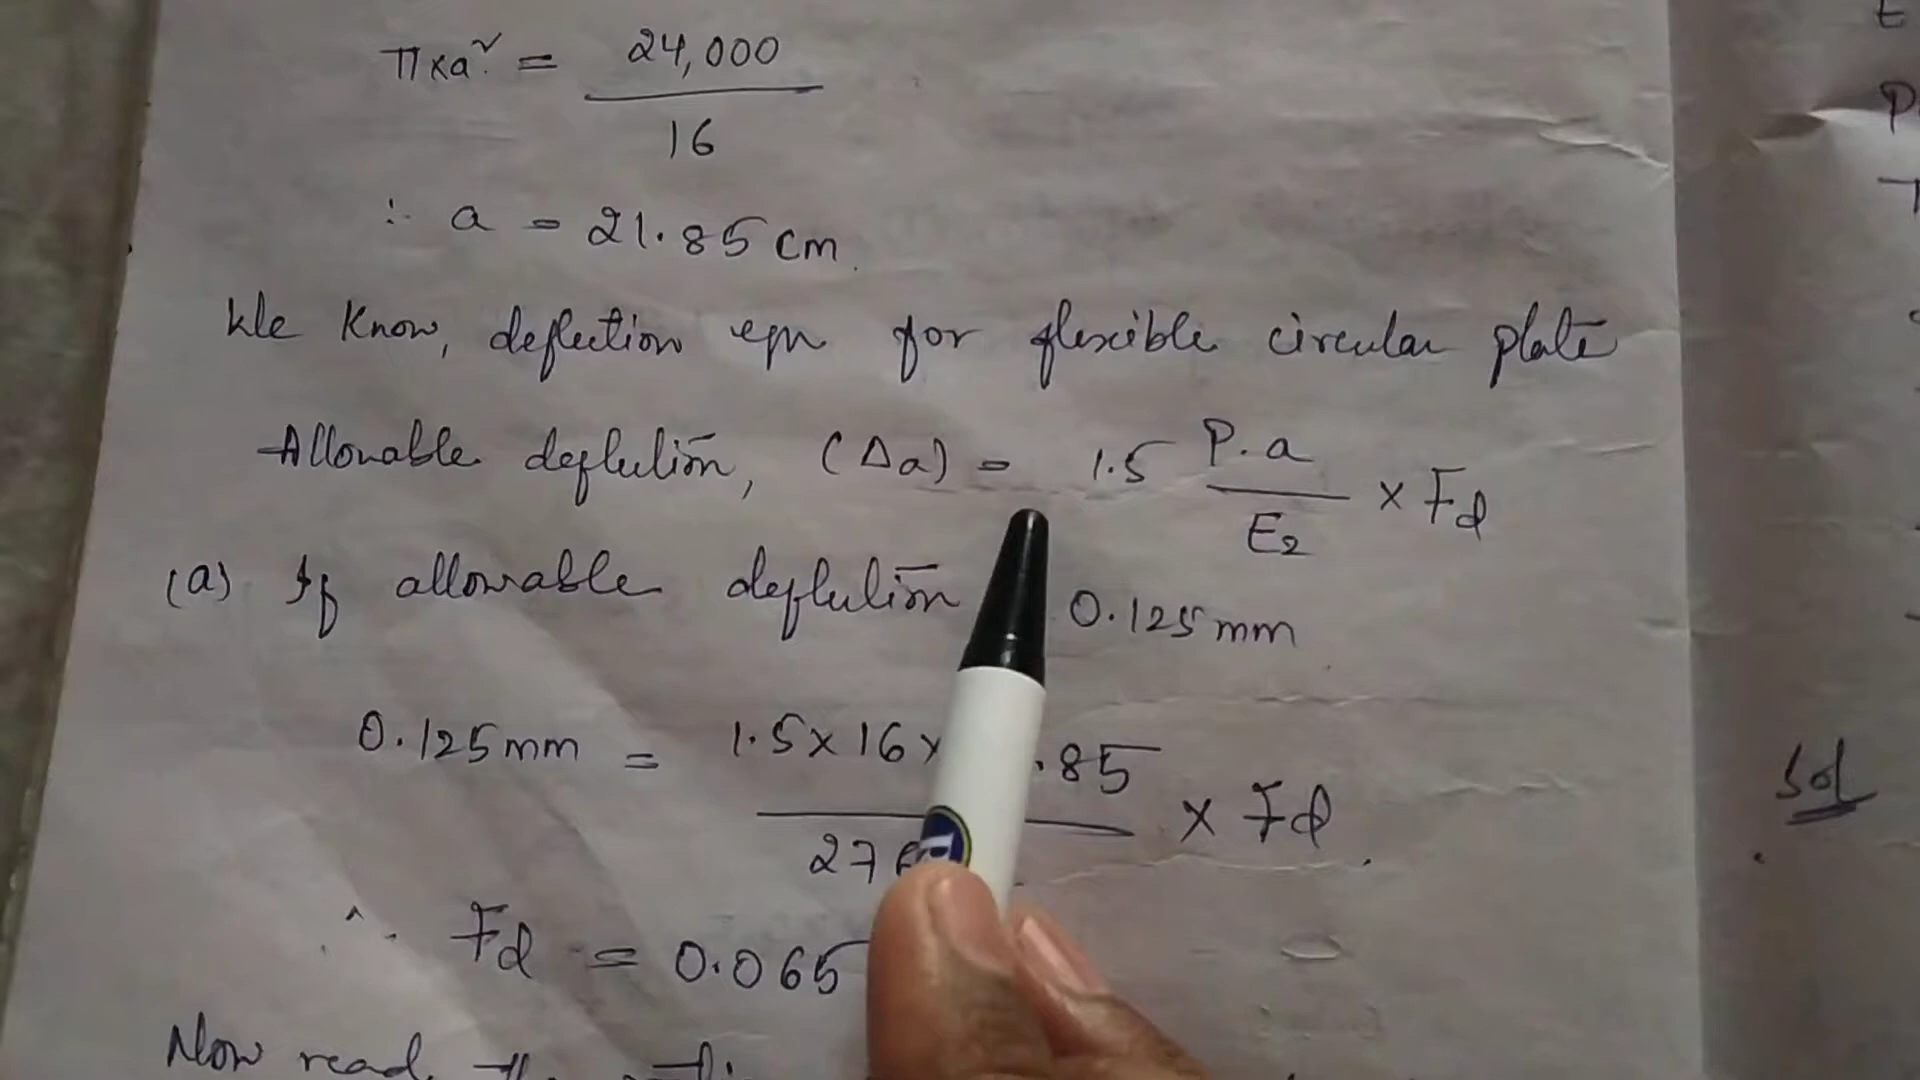 π×a² = 24,000
16
∴ a = 21.85 cm.
We Know, deflection eqn for flexible circular plate
Allowable deflection, (Δa) = 1.5 P.a / E₂ × Fd
(a) If allowable deflection 0.125 mm
0.125 mm = 1.5 × 16 × .85 × Fd
27
∴ Fd = 0.065
Now read
E
P
Sol